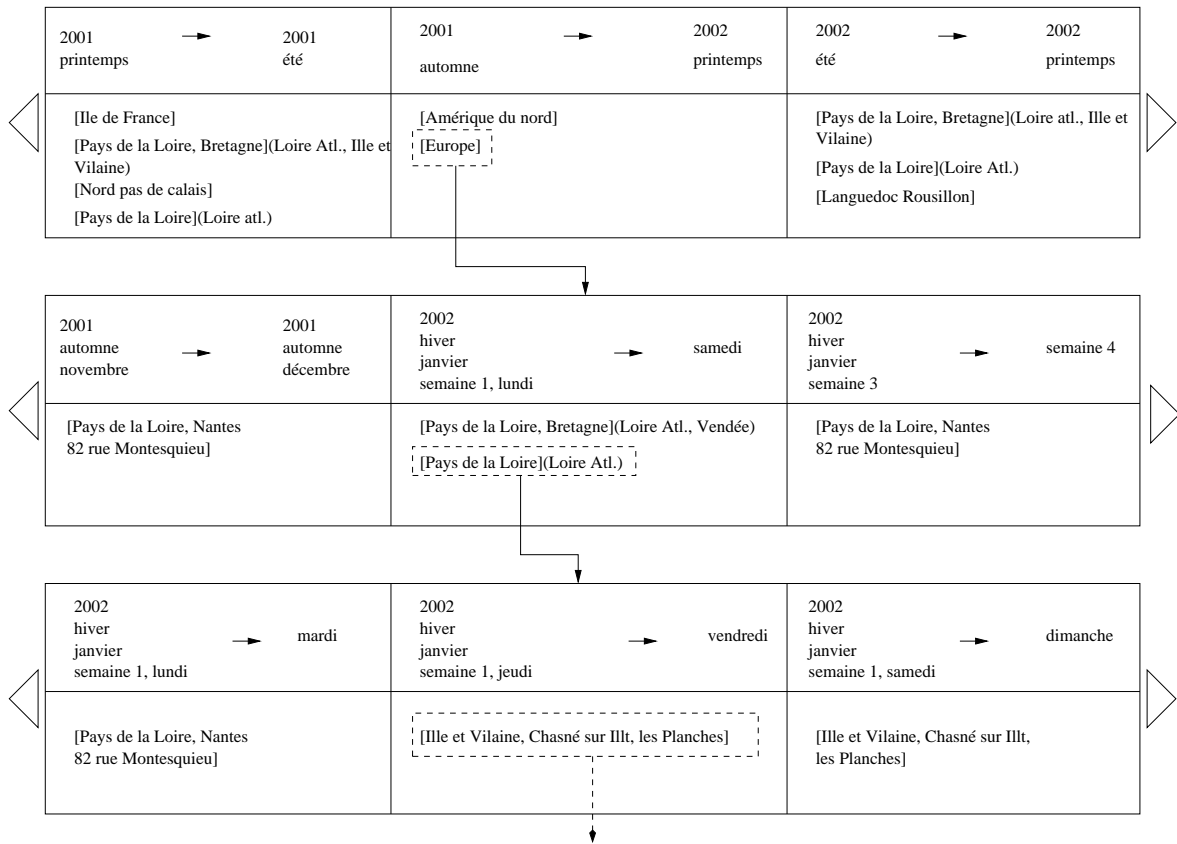 2001
printemps
2001
été
2001
automne
2002
printemps
2002
été
2002
printemps
[Ile de France]
[Pays de la Loire, Bretagne](Loire Atl., Ille et
Vilaine)
[Nord pas de calais]
[Pays de la Loire](Loire atl.)
[Amérique du nord]
[Europe]
[Pays de la Loire, Bretagne](Loire atl., Ille et
Vilaine)
[Pays de la Loire](Loire Atl.)
[Languedoc Rousillon]
2001
automne
novembre
2001
automne
décembre
2002
hiver
janvier
semaine 1, lundi
samedi
2002
hiver
janvier
semaine 3
semaine 4
[Pays de la Loire, Nantes
82 rue Montesquieu]
[Pays de la Loire, Bretagne](Loire Atl., Vendée)
[Pays de la Loire](Loire Atl.)
[Pays de la Loire, Nantes
82 rue Montesquieu]
2002
hiver
janvier
semaine 1, lundi
mardi
2002
hiver
janvier
semaine 1, jeudi
vendredi
2002
hiver
janvier
semaine 1, samedi
dimanche
[Pays de la Loire, Nantes
82 rue Montesquieu]
[Ille et Vilaine, Chasné sur Illt, les Planches]
[Ille et Vilaine, Chasné sur Illt,
les Planches]